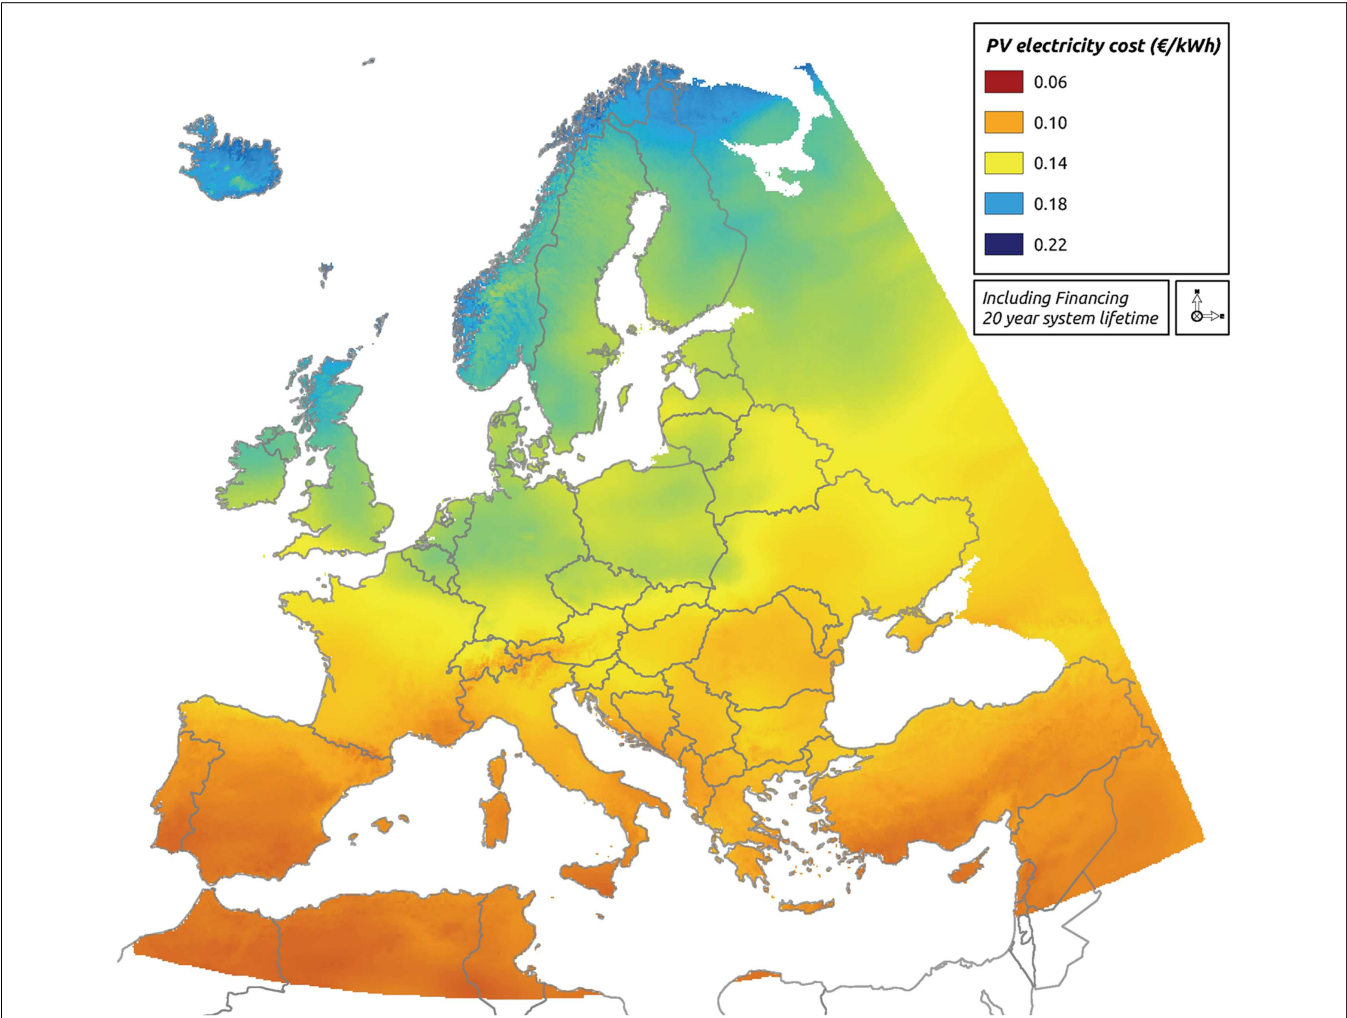 PV electricity cost (€/kWh)
0.06
0.10
0.14
0.18
0.22
Including Financing
20 year system lifetime
N
E